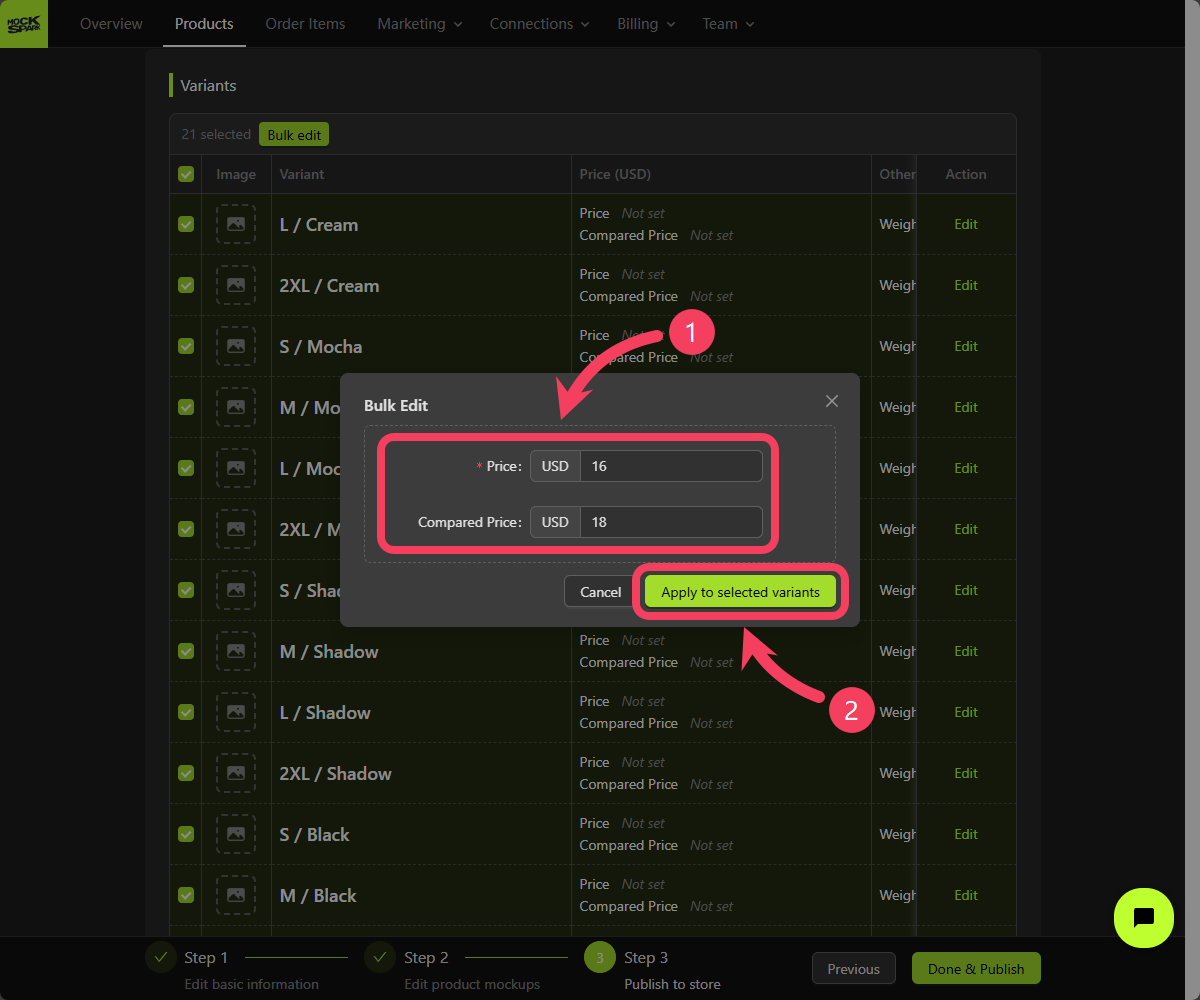 MOCK
SPARK
Overview Products Order Items Marketing Connections Billing Team
Variants
21 selected Bulk edit
Image Variant Price (USD) Other Action
L / Cream Price Not set Compared Price Not set Weigh Edit
2XL / Cream Price Not set Compared Price Not set Weigh Edit
S / Mocha Price Not set Compared Price Not set Weigh Edit
1
M / Mo Weigh Edit
L / Moc Weigh Edit
2XL / M Weigh Edit
S / Shad Weigh Edit
Bulk Edit
* Price: USD 16
Compared Price: USD 18
Cancel Apply to selected variants
2
M / Shadow Price Not set Compared Price Not set Weigh Edit
L / Shadow Price Not set Compared Price Not set Weigh Edit
2XL / Shadow Price Not set Compared Price Not set Weigh Edit
S / Black Price Not set Compared Price Not set Weigh Edit
M / Black Price Not set Compared Price Not set Weigh Edit
Step 1
Edit basic information
Step 2
Edit product mockups
3 Step 3
Publish to store
Previous Done & Publish